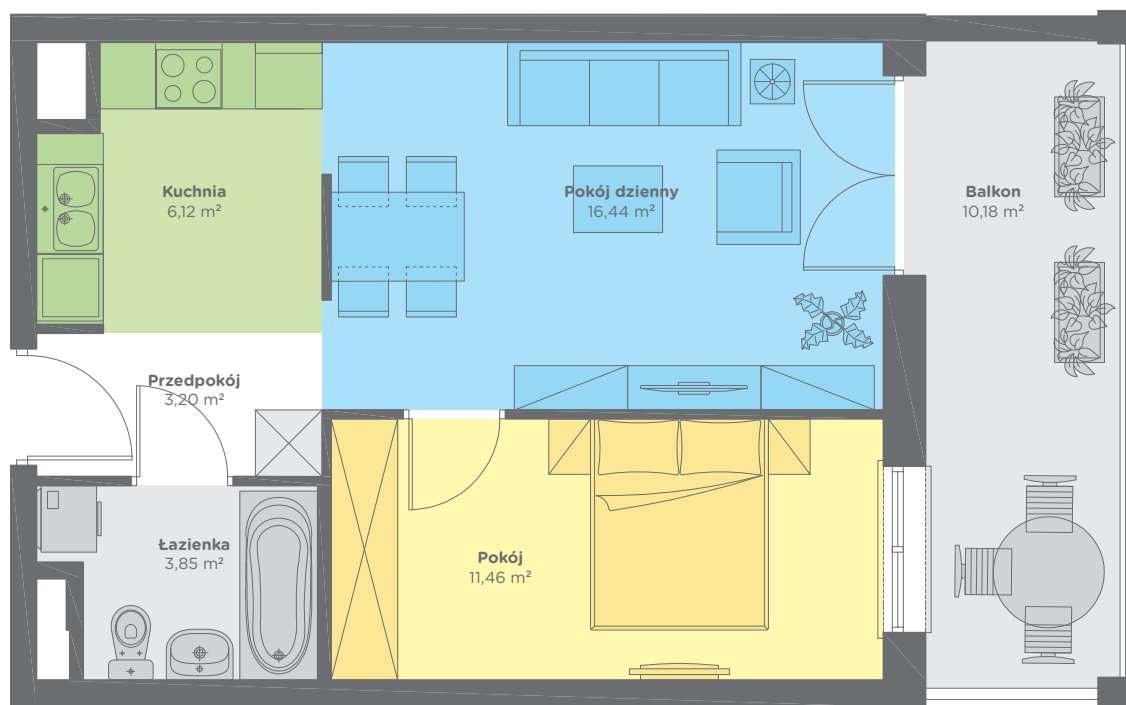 Kuchnia
6,12 m²
Pokój dzienny
16,44 m²
Balkon
10,18 m²
Przedpokój
3,20 m²
Łazienka
3,85 m²
Pokój
11,46 m²